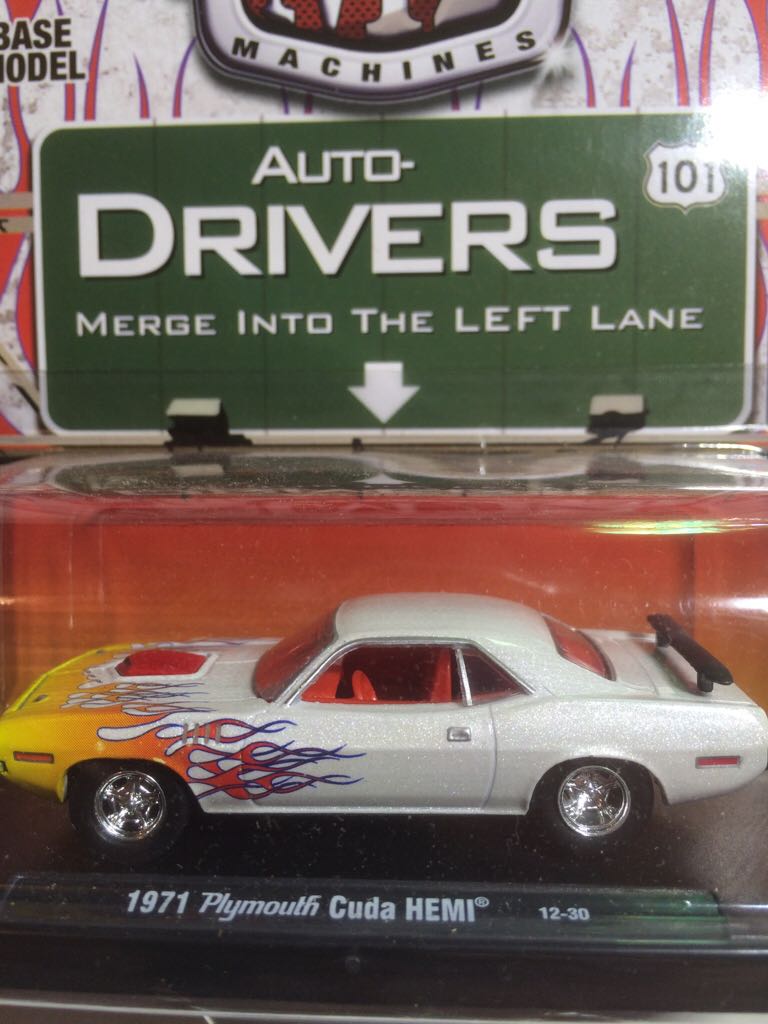 BASE
MODEL
MACHINES
AUTO-
DRIVERS
101
MERGE INTO THE LEFT LANE
1971 Plymouth Cuda HEMI® 12-30